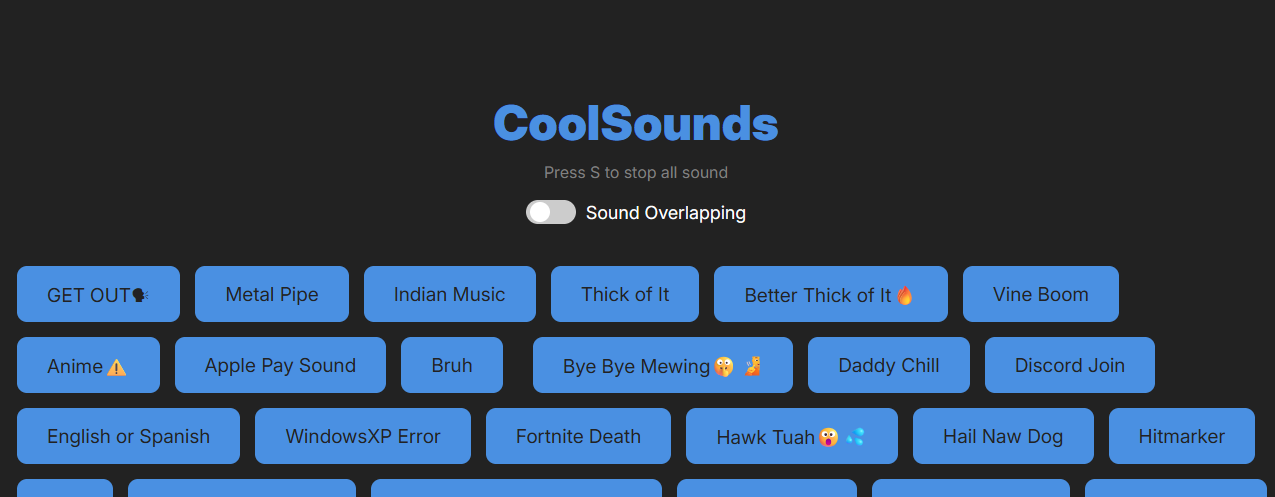 CoolSounds
Press S to stop all sound
Sound Overlapping
GET OUT🗣 Metal Pipe Indian Music Thick of It Better Thick of It🔥 Vine Boom
Anime⚠️ Apple Pay Sound Bruh Bye Bye Mewing🤫 Daddy Chill Discord Join
English or Spanish WindowsXP Error Fortnite Death Hawk Tuah😲 💦 Hail Naw Dog Hitmarker